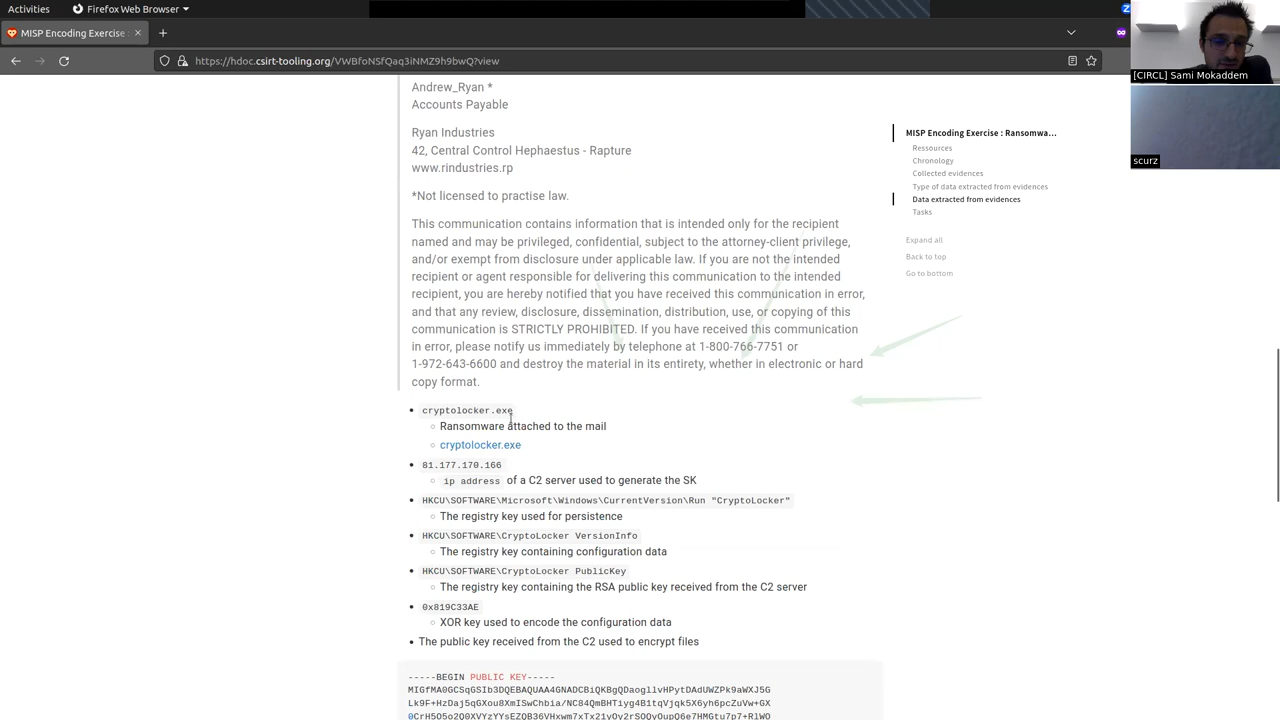 Activities
Firefox Web Browser
MISP Encoding Exercise :
https://hdoc.csirt-tooling.org/VWBfoNSfQaq3iNMZ9h9bwQ?view
[CIRCL] Sami Mokaddem
scurz
Andrew_Ryan *
Accounts Payable
Ryan Industries
42, Central Control Hephaestus - Rapture
www.rindustries.rp
*Not licensed to practise law.
This communication contains information that is intended only for the recipient
named and may be privileged, confidential, subject to the attorney-client privilege,
and/or exempt from disclosure under applicable law. If you are not the intended
recipient or agent responsible for delivering this communication to the intended
recipient, you are hereby notified that you have received this communication in error,
and that any review, disclosure, dissemination, distribution, use, or copying of this
communication is STRICTLY PROHIBITED. If you have received this communication
in error, please notify us immediately by telephone at 1-800-766-7751 or
1-972-643-6600 and destroy the material in its entirety, whether in electronic or hard
copy format.
cryptolocker.exe
Ransomware attached to the mail
cryptolocker.exe
81.177.170.166
ip address of a C2 server used to generate the SK
HKCU\SOFTWARE\Microsoft\Windows\CurrentVersion\Run "CryptoLocker"
The registry key used for persistence
HKCU\SOFTWARE\CryptoLocker VersionInfo
The registry key containing configuration data
HKCU\SOFTWARE\CryptoLocker PublicKey
The registry key containing the RSA public key received from the C2 server
0x819C33AE
XOR key used to encode the configuration data
The public key received from the C2 used to encrypt files
-----BEGIN PUBLIC KEY-----
MIGfMA0GCSqGSIb3DQEBAQUAA4GNADCBiQKBgQDaogllvHPytDAdUWZPk9aWXJ5G
Lk9F+HzDaj5qGXou8XmISwChbia/NC84QmBHTiyg4B1tqVjqk5X6yh6pcZuVw+GX
MISP Encoding Exercise : Ransomwa...
Ressources
Chronology
Collected evidences
Type of data extracted from evidences
Data extracted from evidences
Tasks
Expand all
Back to top
Go to bottom